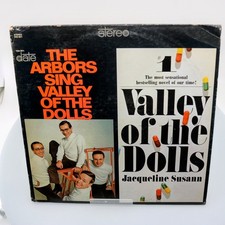 stereo
date
THE
ARBORS
SING VALLEY
OF THE
DOLLS
#1
The most sensational
bestselling novel of our time!
Valley
of the
Dolls
Jacqueline Susann